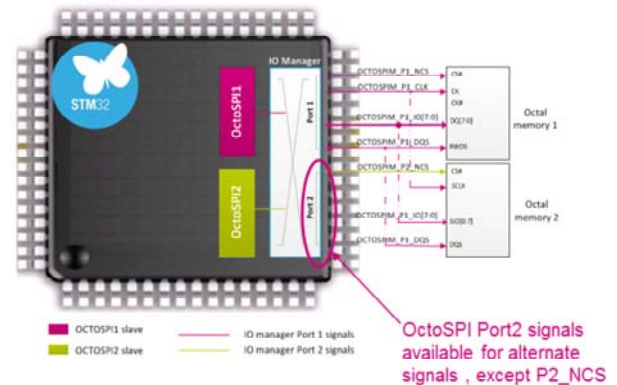 STM32
IO Manager
OctoSPI1
OctoSPI2
Port 1
Port 2
OCTOSPIM_P1_NCS
OCTOSPIM_P1_CLK
OCTOSPIM_P1_IO[7:0]
OCTOSPIM_P1_DQS
OCTOSPIM_P2_NCS
OCTOSPIM_P1_IO[7:0]
OCTOSPIM_P1_DQS
CS#
CK
CK#
DQ[7:0]
RWDS
Octal
memory 1
CS#
SCLK
SIO[0:7]
DQS
Octal
memory 2
OCTOSPI1 slave
OCTOSPI2 slave
IO manager Port 1 signals
IO manager Port 2 signals
OctoSPI Port2 signals
available for alternate
signals , except P2_NCS